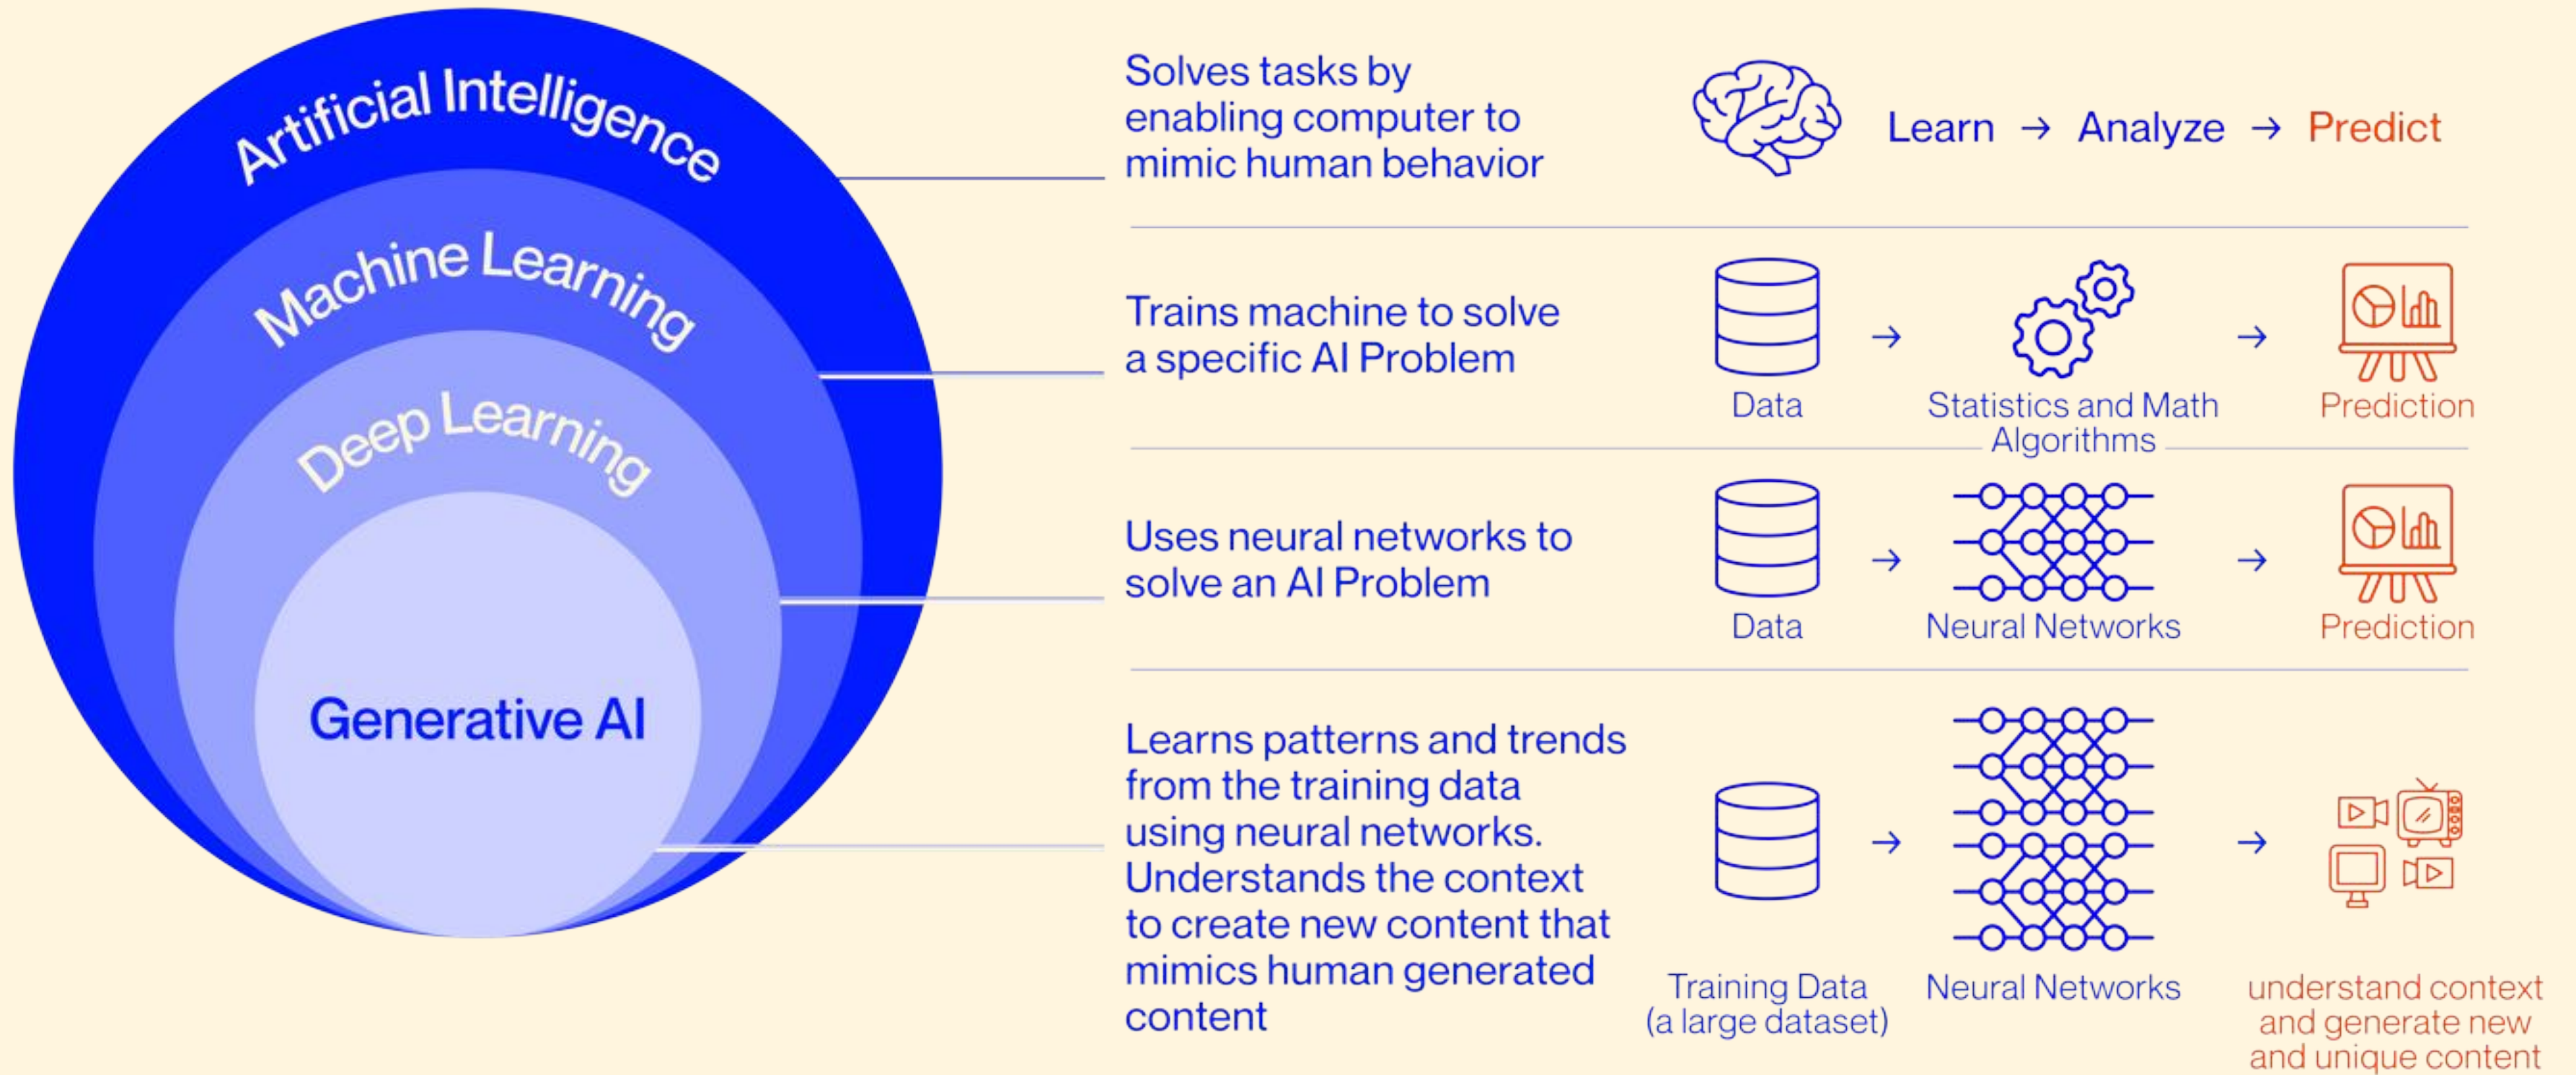 Artificial Intelligence
Machine Learning
Deep Learning
Generative AI
Solves tasks by
enabling computer to
mimic human behavior
Learn → Analyze → Predict
Trains machine to solve
a specific AI Problem
Data
Statistics and Math
Algorithms
Prediction
Uses neural networks to
solve an AI Problem
Data
Neural Networks
Prediction
Learns patterns and trends
from the training data
using neural networks.
Understands the context
to create new content that
mimics human generated
content
Training Data
(a large dataset)
Neural Networks
understand context
and generate new
and unique content